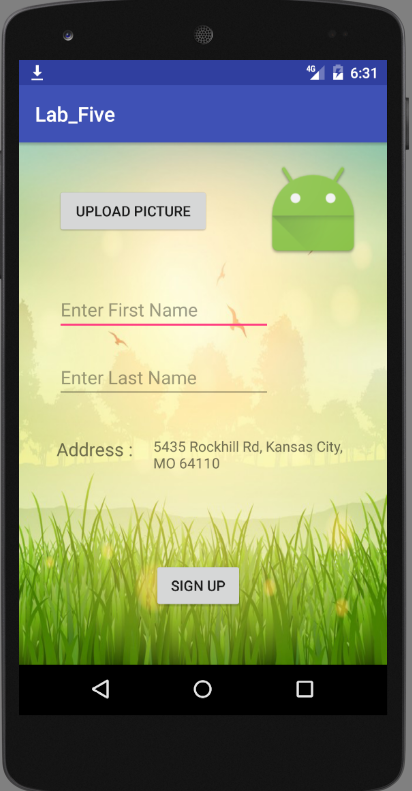 4G 6:31
Lab_Five
UPLOAD PICTURE
Enter First Name
Enter Last Name
Address : 5435 Rockhill Rd, Kansas City,
MO 64110
SIGN UP